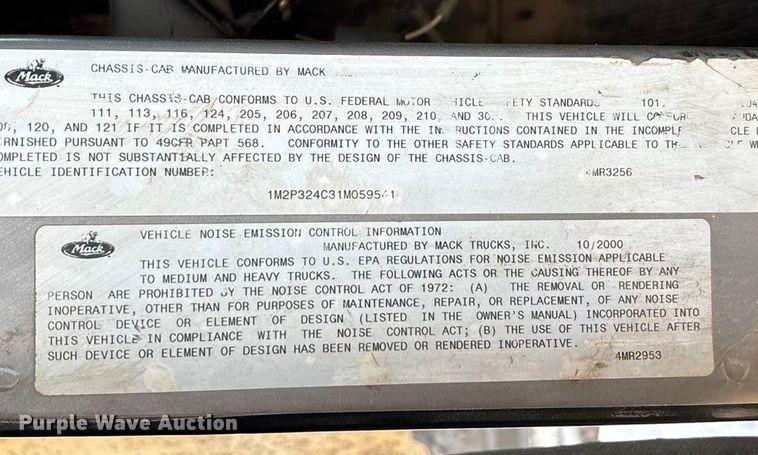 Mack
CHASSIS-CAB MANUFACTURED BY MACK
THIS CHASSIS-CAB CONFORMS TO U.S. FEDERAL MOTOR STANDARDS 101,
111, 113, 116, 124, 205, 206, 207, 208, 209, 210, AND THIS VEHICLE WILL
120, AND 121 IF IT IS COMPLETED IN ACCORDANCE WITH THE CONTAINED IN THE
PURSUANT TO 49CFR PART 568. CONFORMITY TO THE OTHER SAFETY STANDARDS APPLICABLE TO
IS NOT SUBSTANTIALLY AFFECTED BY THE DESIGN OF THE CHASSIS-CAB.
IDENTIFICATION NUMBER: 4MR3256
1M2P324C31M059541
Mack
VEHICLE NOISE EMISSION CONTROL INFORMATION
MANUFACTURED BY MACK TRUCKS, INC. 10/2000
THIS VEHICLE CONFORMS TO U.S. EPA REGULATIONS FOR NOISE EMISSION APPLICABLE
TO MEDIUM AND HEAVY TRUCKS. THE FOLLOWING ACTS OR THE CAUSING THEREOF BY ANY
PERSON ARE PROHIBITED BY THE NOISE CONTROL ACT OF 1972: (A) THE REMOVAL OR RENDERING
INOPERATIVE, OTHER THAN FOR PURPOSES OF MAINTENANCE, REPAIR, OR REPLACEMENT, OF ANY NOISE
CONTROL DEVICE OR ELEMENT OF DESIGN (LISTED IN THE OWNER'S MANUAL) INCORPORATED INTO
THIS VEHICLE IN COMPLIANCE WITH THE NOISE CONTROL ACT; (B) THE USE OF THIS VEHICLE AFTER
SUCH DEVICE OR ELEMENT OF DESIGN HAS BEEN REMOVED OR RENDERED INOPERATIVE.
4MR2953
Purple Wave Auction